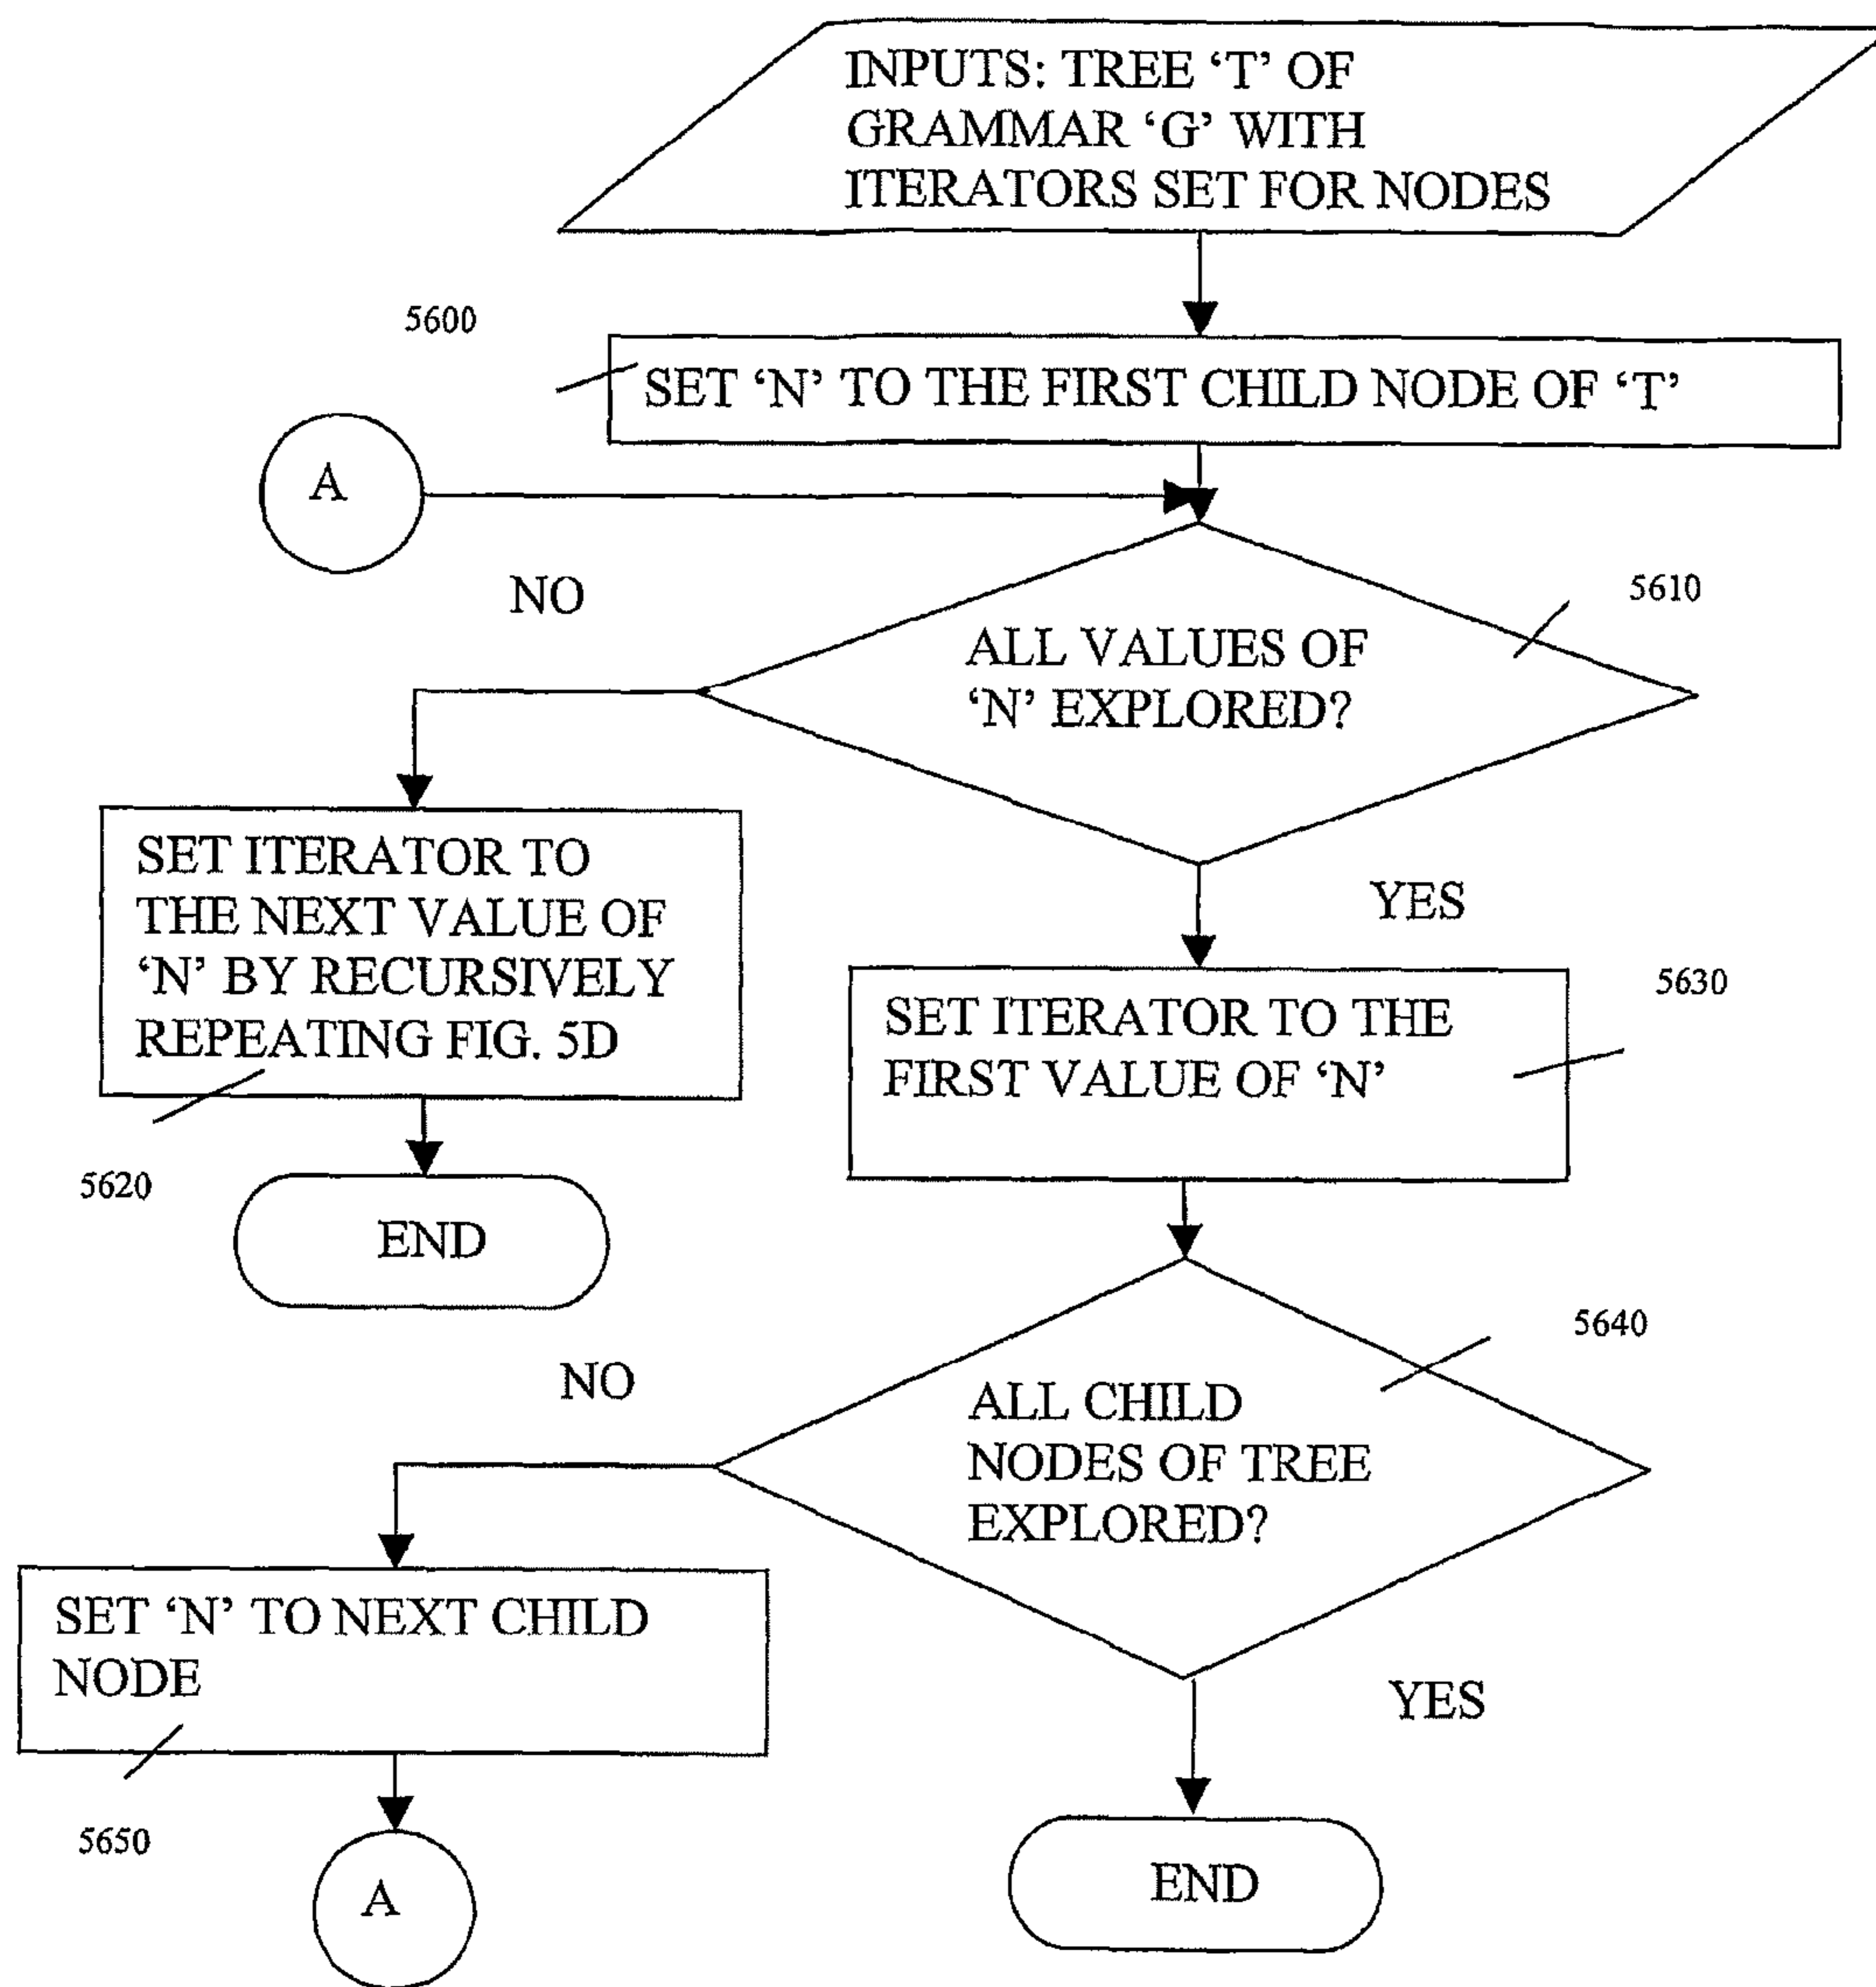 INPUTS: TREE ‘T’ OF
GRAMMAR ‘G’ WITH
ITERATORS SET FOR NODES
5600
SET ‘N’ TO THE FIRST CHILD NODE OF ‘T’
A
NO
5610
ALL VALUES OF
‘N’ EXPLORED?
YES
SET ITERATOR TO
THE NEXT VALUE OF
‘N’ BY RECURSIVELY
REPEATING FIG. 5D
5620
END
5630
SET ITERATOR TO THE
FIRST VALUE OF ‘N’
5640
NO
ALL CHILD
NODES OF TREE
EXPLORED?
YES
SET ‘N’ TO NEXT CHILD
NODE
5650
A
END